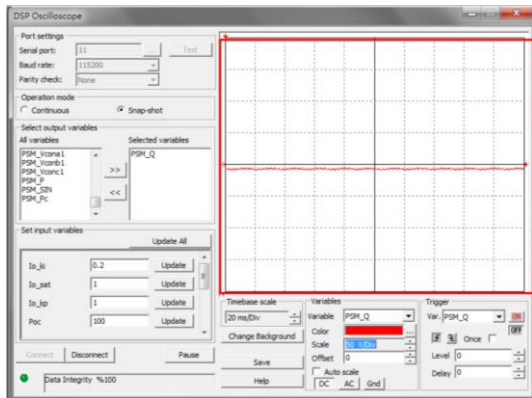 DSP Oscilloscope
Port settings
Serial port: 11 ... Test
Baud rate: 115200
Parity check: None
Operation mode
Continuous Snap-shot
Select output variables
All variables Selected variables
PSM_Vcona1 PSM_Q
PSM_Vconb1
PSM_Vconc1 >>
PSM_P
PSM_SIN <<
PSM_Pc
Set input variables
Update All
Io_ki 0.2 Update
Io_sat 1 Update
Io_kp 1 Update
Poc 100 Update
Connect Disconnect Pause
Data Integrity %100
Timebase scale
20 ms/Div
Change Background
Save
Help
Variables
Variable PSM_Q
Color ...
Scale 50 V/Div
Offset 0
Auto scale
DC AC Gnd
Trigger
Var. PSM_Q ON
OFF
Once
Level 0
Delay 0